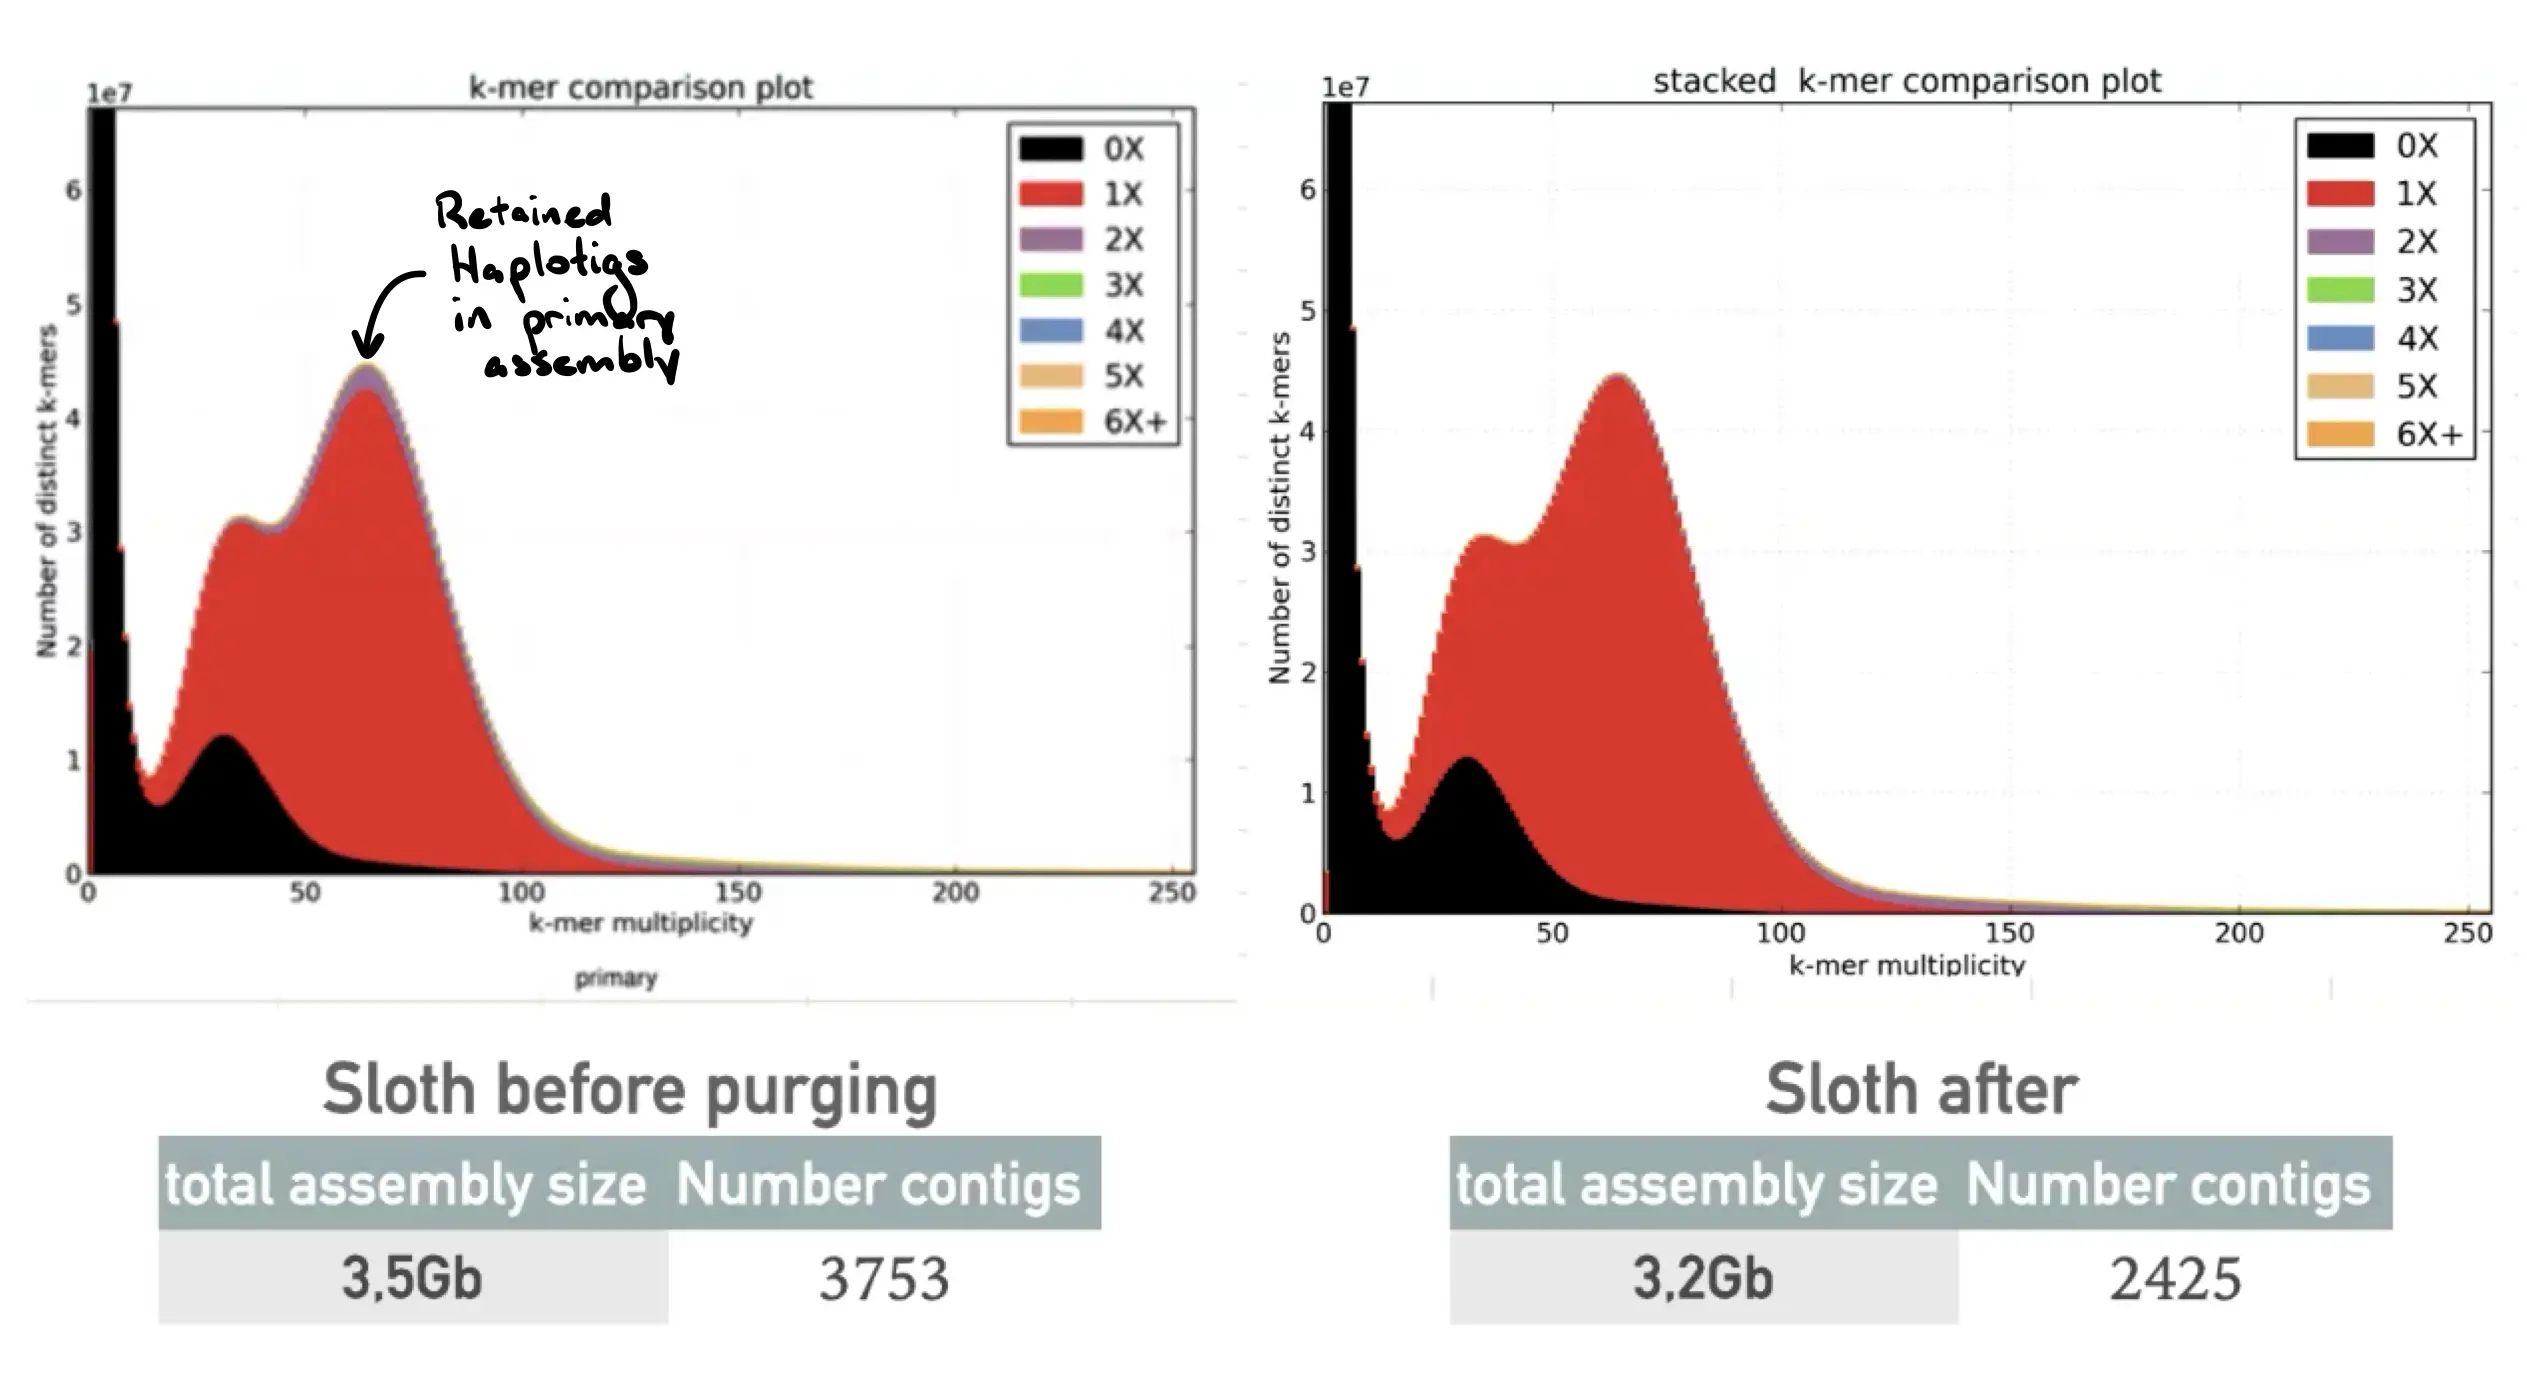 k-mer comparison plot
1e7
Number of distinct k-mers
6
5
4
3
2
1
0
0 50 100 150 200 250
k-mer multiplicity
primary
0X
1X
2X
3X
4X
5X
6X+
Retained
Haplotigs
in primary
assembly
Sloth before purging
total assembly size Number contigs
3,5Gb 3753
stacked k-mer comparison plot
1e7
Number of distinct k-mers
6
5
4
3
2
1
0
0 50 100 150 200 250
k-mer multiplicity
0X
1X
2X
3X
4X
5X
6X+
Sloth after
total assembly size Number contigs
3,2Gb 2425